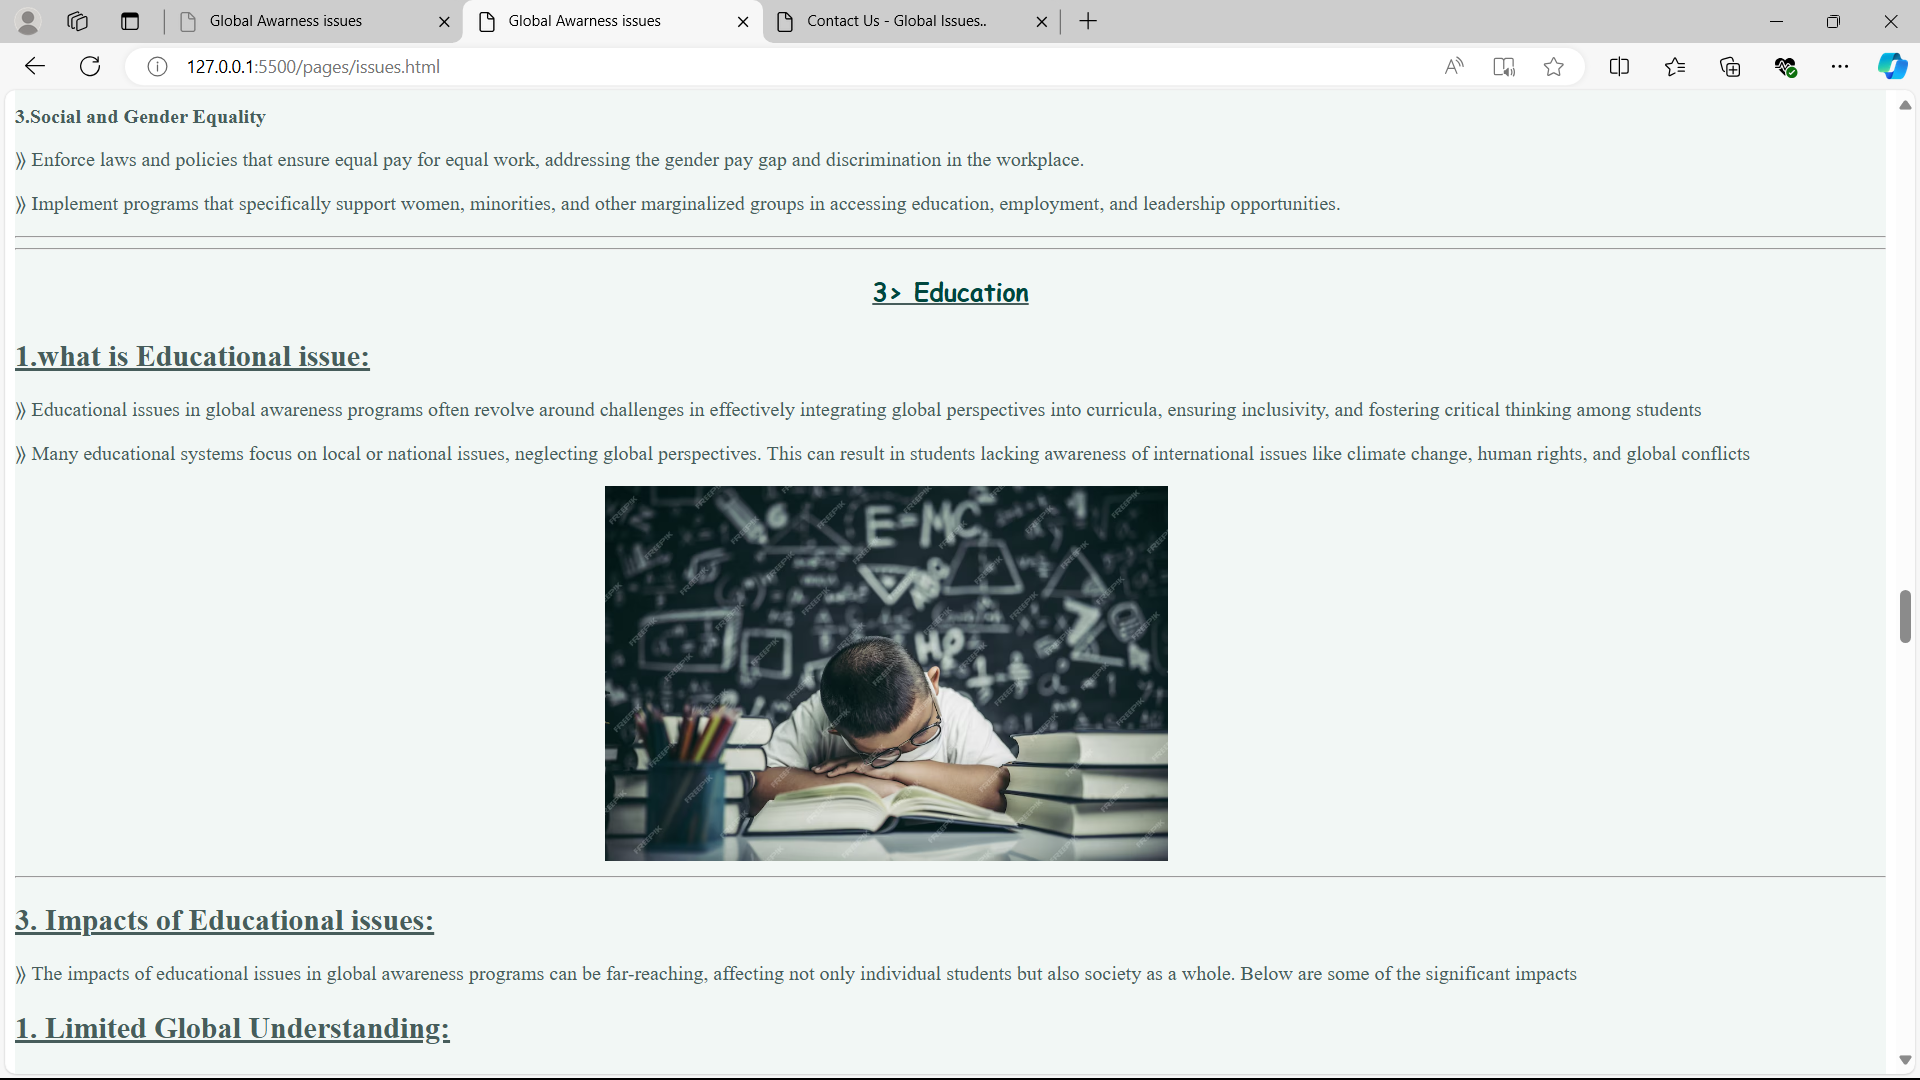 Global Awarness issues
Global Awarness issues
Contact Us - Global Issues..
127.0.0.1:5500/pages/issues.html
3.Social and Gender Equality
⟫ Enforce laws and policies that ensure equal pay for equal work, addressing the gender pay gap and discrimination in the workplace.
⟫ Implement programs that specifically support women, minorities, and other marginalized groups in accessing education, employment, and leadership opportunities.
3> Education
1.what is Educational issue:
⟫ Educational issues in global awareness programs often revolve around challenges in effectively integrating global perspectives into curricula, ensuring inclusivity, and fostering critical thinking among students
⟫ Many educational systems focus on local or national issues, neglecting global perspectives. This can result in students lacking awareness of international issues like climate change, human rights, and global conflicts
E=MC
3. Impacts of Educational issues:
⟫ The impacts of educational issues in global awareness programs can be far-reaching, affecting not only individual students but also society as a whole. Below are some of the significant impacts
1. Limited Global Understanding: